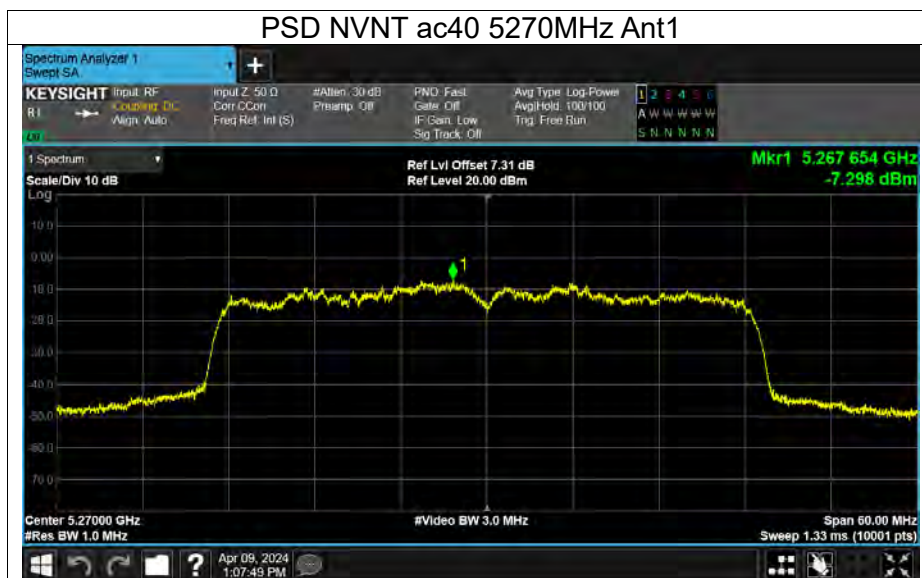 PSD NVNT ac40 5270MHz Ant1
Spectrum Analyzer 1
Swept SA
+
KEYSIGHT Input: RF Input Z: 50 Ω #Atten: 30 dB PNO: Fast Avg Type: Log-Power 1 2 3 4 5 6
Coupling: DC Corr CCorr Preamp: Off Gate: Off Avg|Hold: 100/100 A W W W W W
Align: Auto Freq Ref: Int (S) IF Gain: Low Trig: Free Run
Sig Track: Off S N N N N N
1 Spectrum
Ref Lvl Offset 7.31 dB Mkr1 5.267 654 GHz
Scale/Div 10 dB Ref Level 20.00 dBm -7.298 dBm
Log
10.0
0.00
1
-10.0
-20.0
-30.0
-40.0
-50.0
-60.0
-70.0
Center 5.27000 GHz #Video BW 3.0 MHz Span 60.00 MHz
#Res BW 1.0 MHz Sweep 1.33 ms (10001 pts)
? Apr 09, 2024
1:07:49 PM